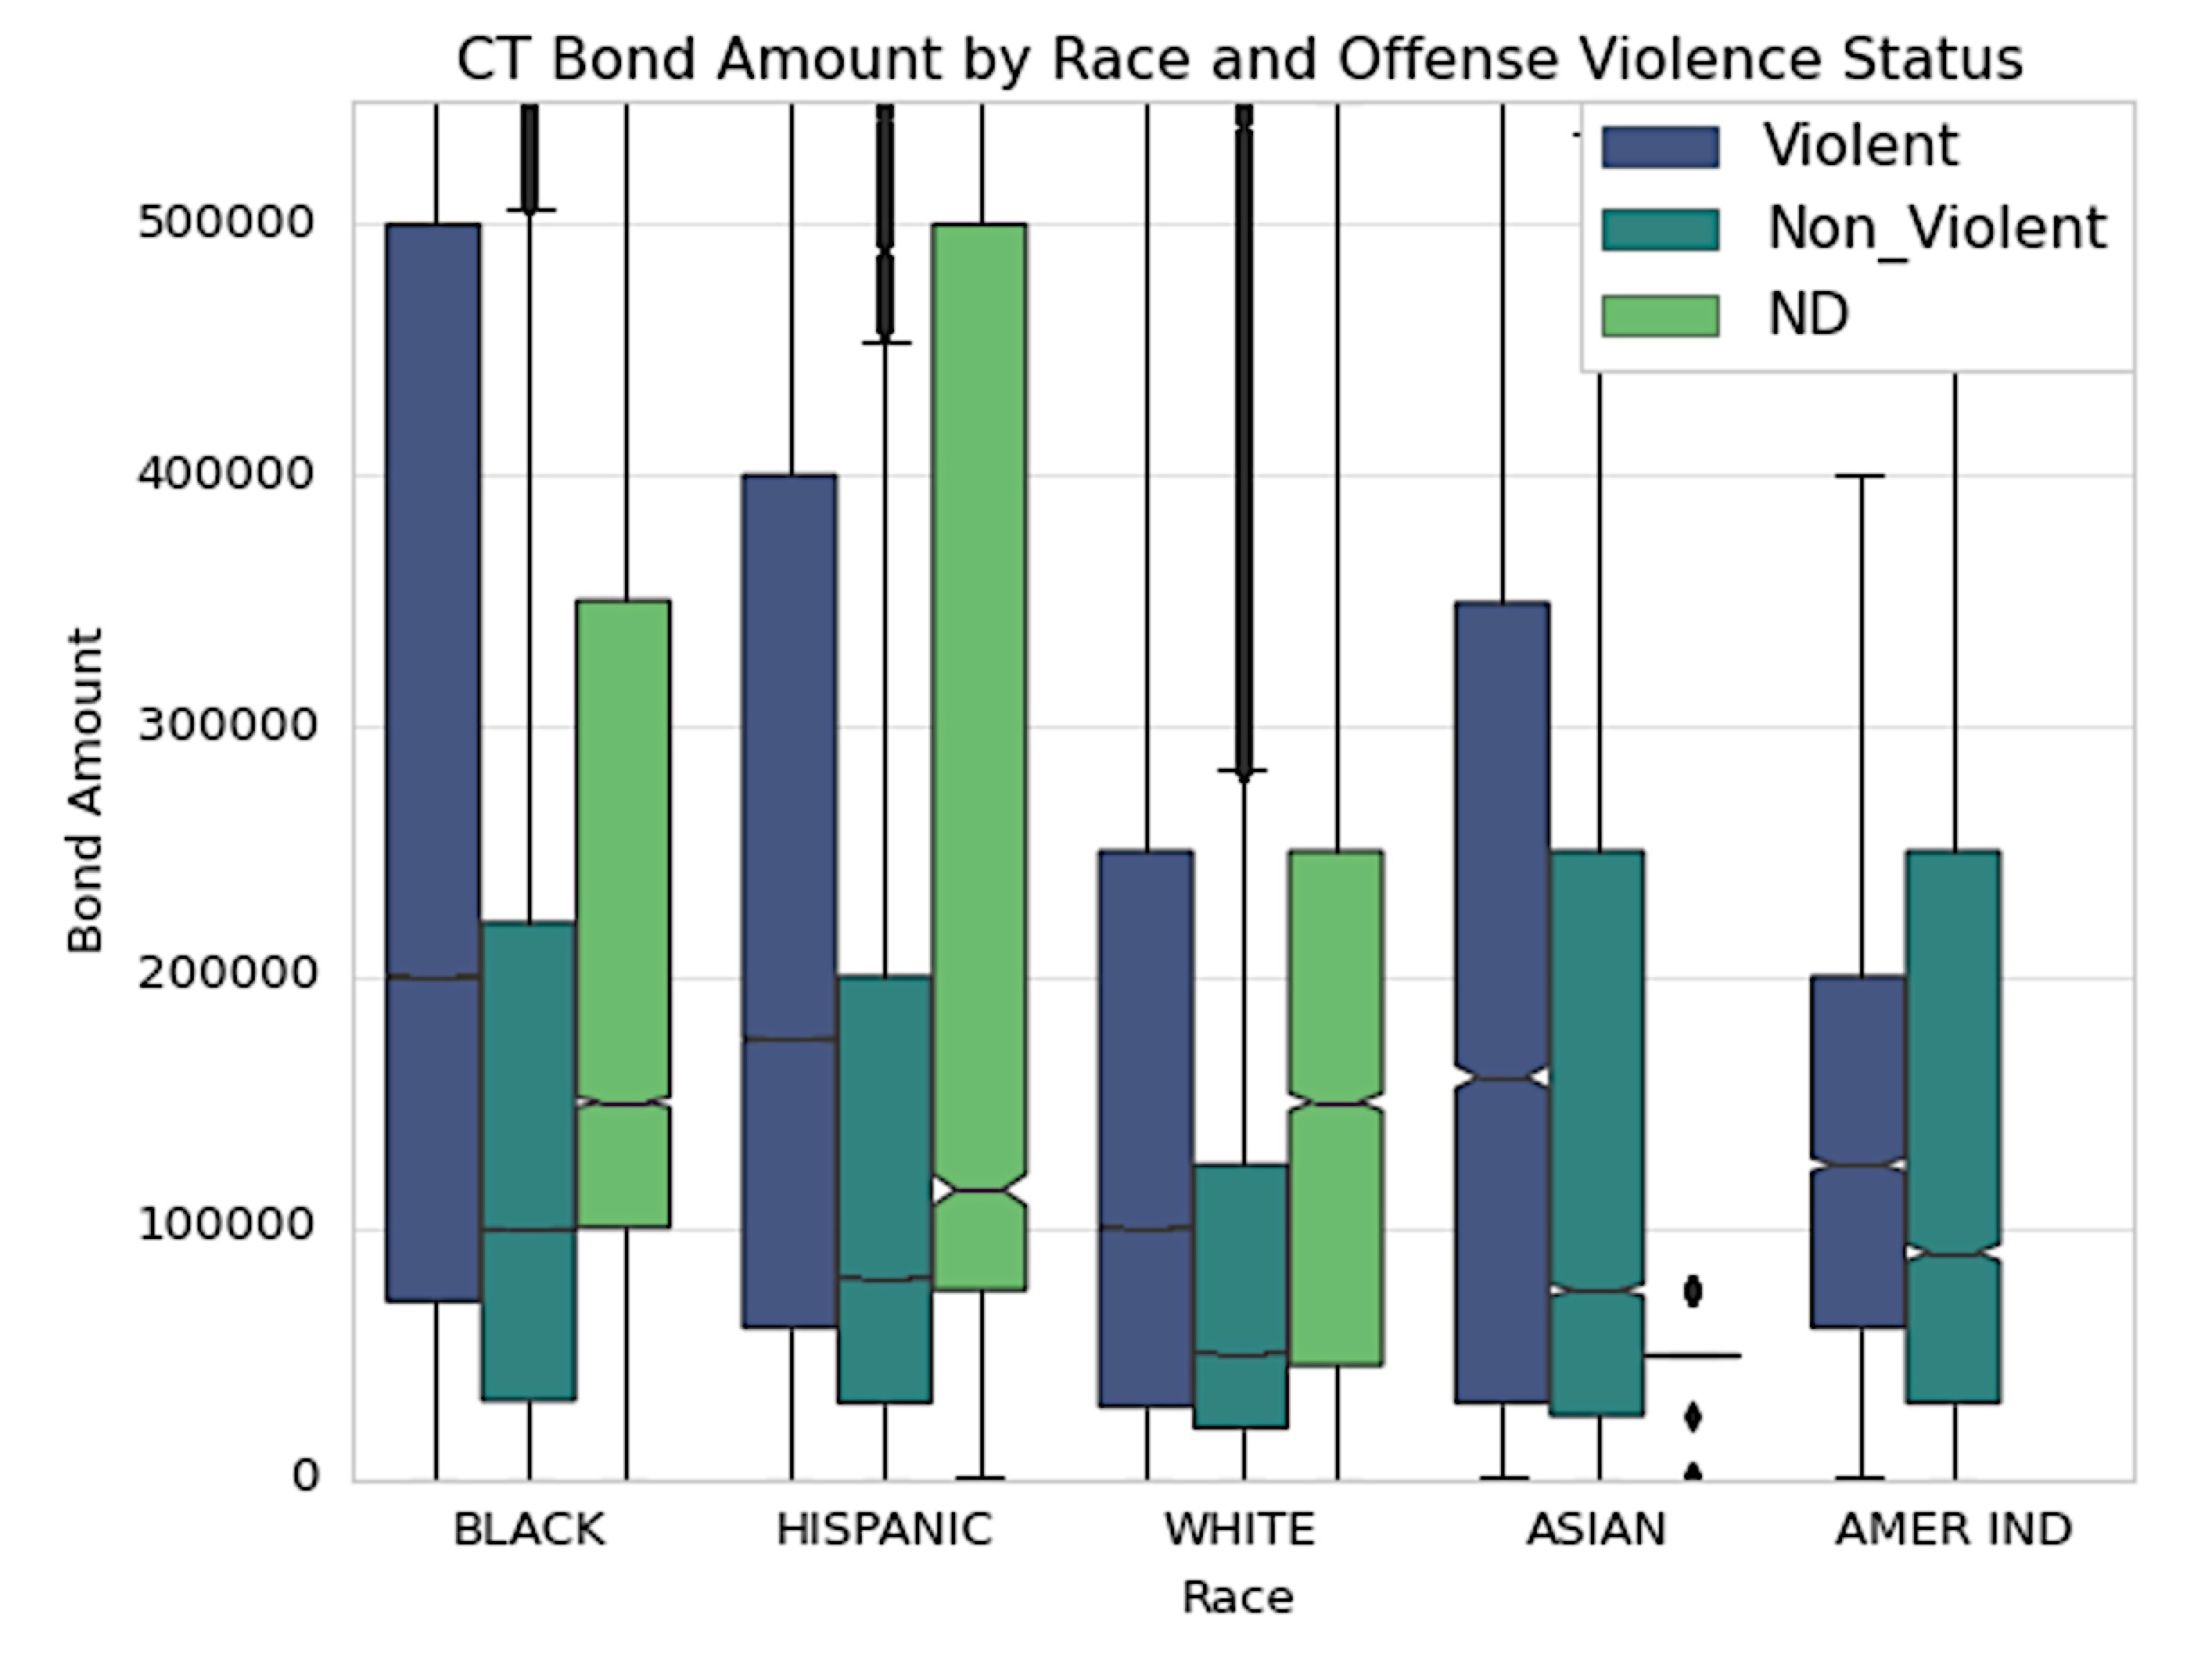 CT Bond Amount by Race and Offense Violence Status
Violent
Non_Violent
ND
500000
400000
300000
200000
100000
0
Bond Amount
BLACK HISPANIC WHITE ASIAN AMER IND
Race